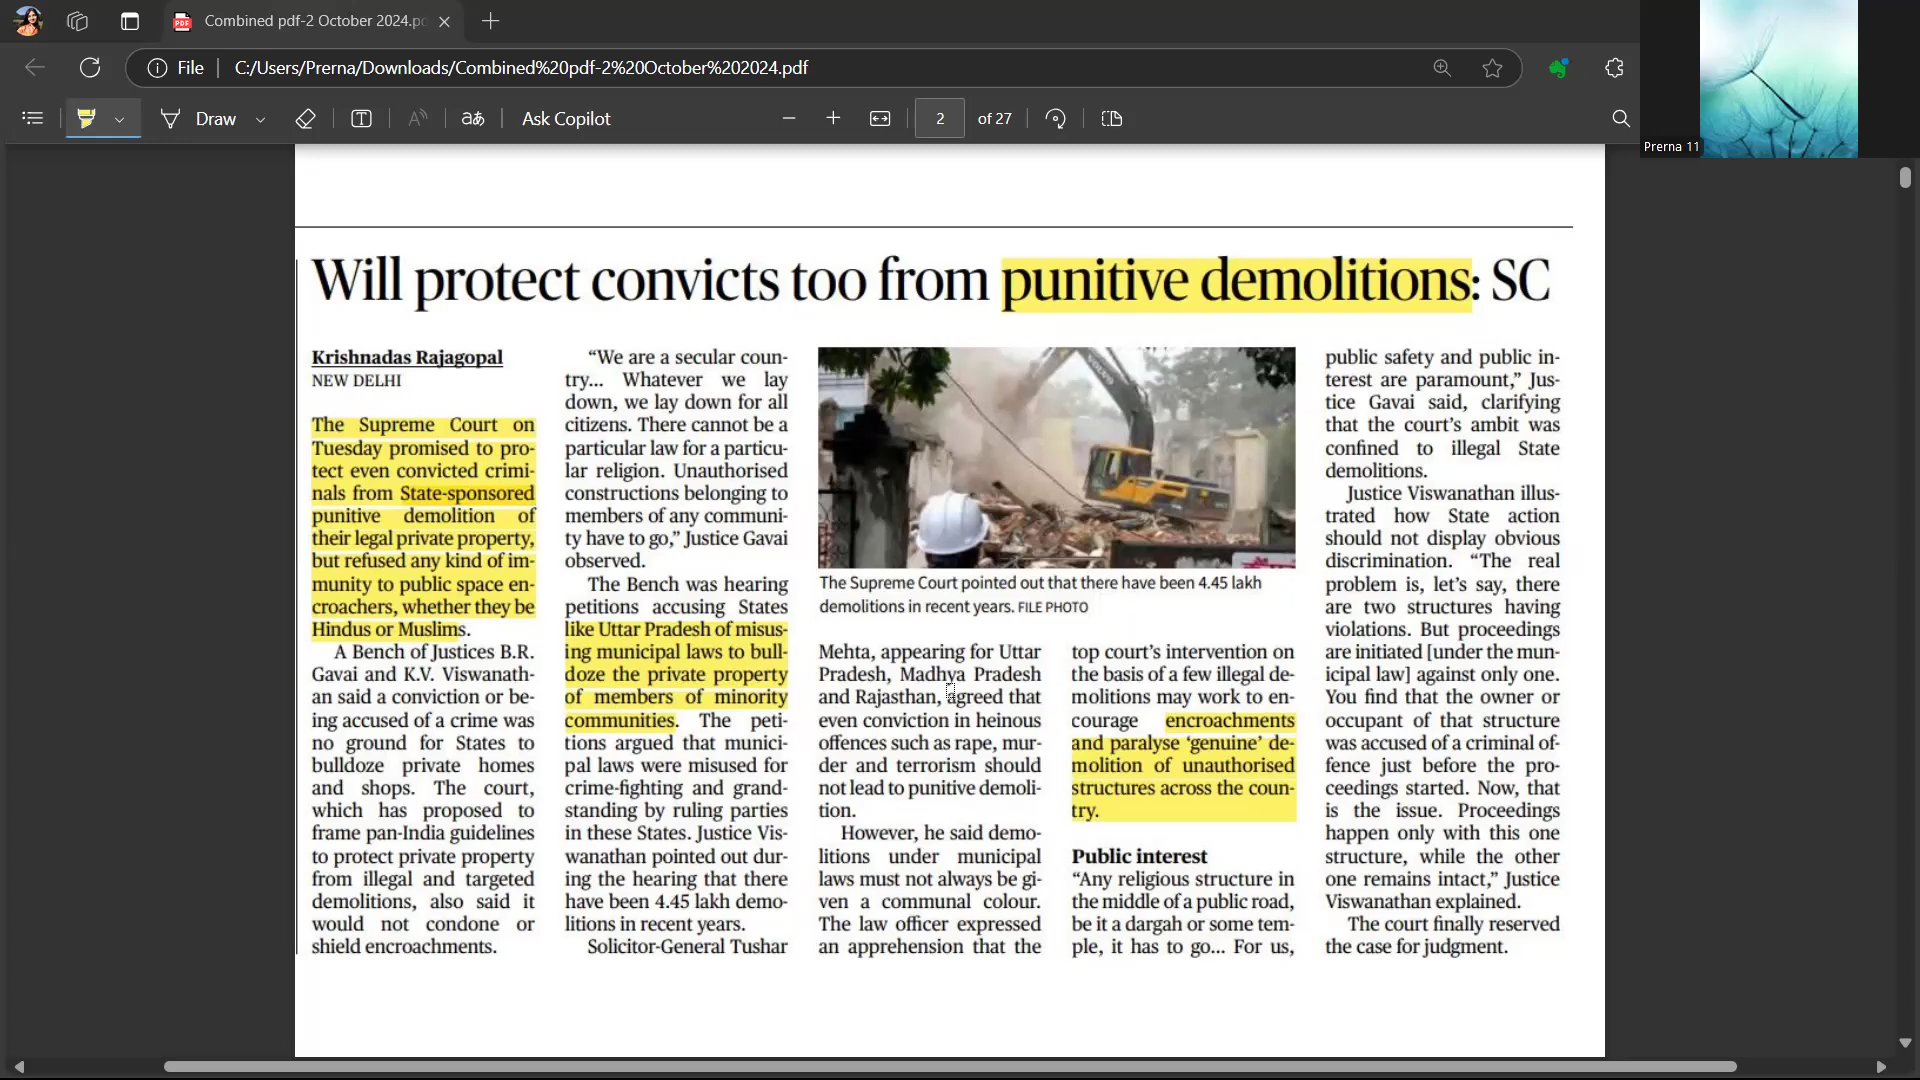 Combined pdf-2 October 2024.p
File
C:/Users/Prerna/Downloads/Combined%20pdf-2%20October%202024.pdf
Draw
Ask Copilot
2
of 27
Prerna 11
Will protect convicts too from punitive demolitions: SC
Krishnadas Rajagopal
NEW DELHI
The Supreme Court on
Tuesday promised to pro-
tect even convicted crimi-
nals from State-sponsored
punitive demolition of
their legal private property,
but refused any kind of im-
munity to public space en-
croachers, whether they be
Hindus or Muslims.
A Bench of Justices B.R.
Gavai and K.V. Viswanath-
an said a conviction or be-
ing accused of a crime was
no ground for States to
bulldoze private homes
and shops. The court,
which has proposed to
frame pan-India guidelines
to protect private property
from illegal and targeted
demolitions, also said it
would not condone or
shield encroachments.
“We are a secular coun-
try... Whatever we lay
down, we lay down for all
citizens. There cannot be a
particular law for a particu-
lar religion. Unauthorised
constructions belonging to
members of any communi-
ty have to go,” Justice Gavai
observed.
The Bench was hearing
petitions accusing States
like Uttar Pradesh of misus-
ing municipal laws to bull-
doze the private property
of members of minority
communities. The peti-
tions argued that munici-
pal laws were misused for
crime-fighting and grand-
standing by ruling parties
in these States. Justice Vis-
wanathan pointed out dur-
ing the hearing that there
have been 4.45 lakh demo-
litions in recent years.
Solicitor-General Tushar
VOLVO
The Supreme Court pointed out that there have been 4.45 lakh
demolitions in recent years. FILE PHOTO
Mehta, appearing for Uttar
Pradesh, Madhya Pradesh
and Rajasthan, agreed that
even conviction in heinous
offences such as rape, mur-
der and terrorism should
not lead to punitive demoli-
tion.
However, he said demo-
litions under municipal
laws must not always be gi-
ven a communal colour.
The law officer expressed
an apprehension that the
top court’s intervention on
the basis of a few illegal de-
molitions may work to en-
courage encroachments
and paralyse ‘genuine’ de-
molition of unauthorised
structures across the coun-
try.
Public interest
“Any religious structure in
the middle of a public road,
be it a dargah or some tem-
ple, it has to go... For us,
public safety and public in-
terest are paramount,” Jus-
tice Gavai said, clarifying
that the court’s ambit was
confined to illegal State
demolitions.
Justice Viswanathan illus-
trated how State action
should not display obvious
discrimination. “The real
problem is, let’s say, there
are two structures having
violations. But proceedings
are initiated [under the mun-
icipal law] against only one.
You find that the owner or
occupant of that structure
was accused of a criminal of-
fence just before the pro-
ceedings started. Now, that
is the issue. Proceedings
happen only with this one
structure, while the other
one remains intact,” Justice
Viswanathan explained.
The court finally reserved
the case for judgment.